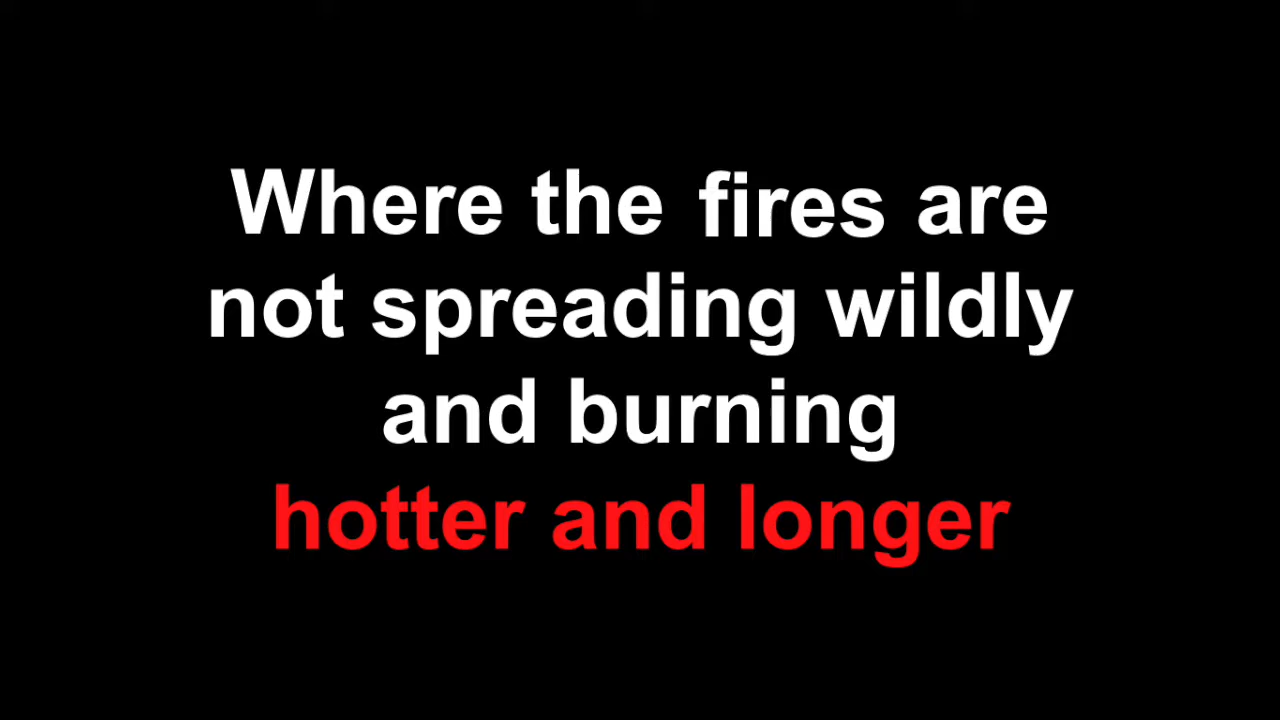 Where the fires are
not spreading wildly
and burning
hotter and longer